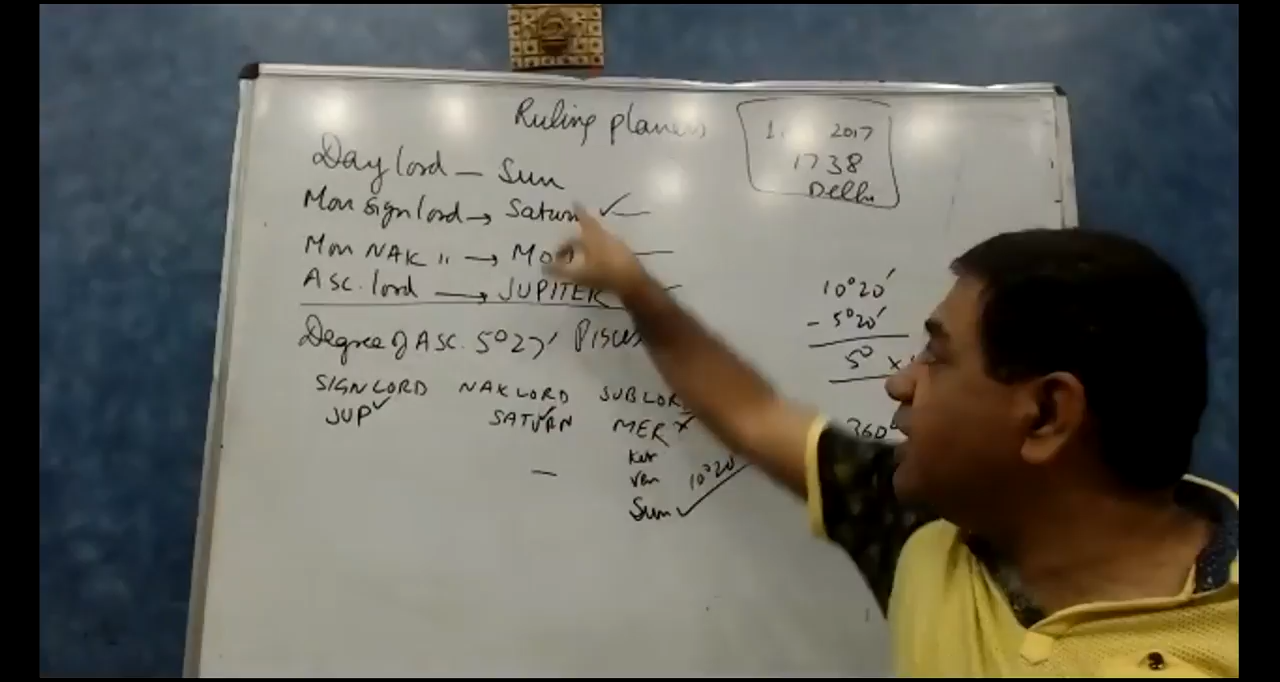 Ruling planets
1. 2017
1738
Delhi
Day lord — Sun
Mon sign lord → Saturn ✓—
Mon NAK " → Moon —
Asc. lord → JUPITER
Degree of Asc. 5°27' Pisces
SIGN LORD NAK LORD SUB LOR
JUP ✓ SATURN MER ×
Ket
Ven 10°20'
Sun ✓
10°20'
- 5°20'
5° ×
360